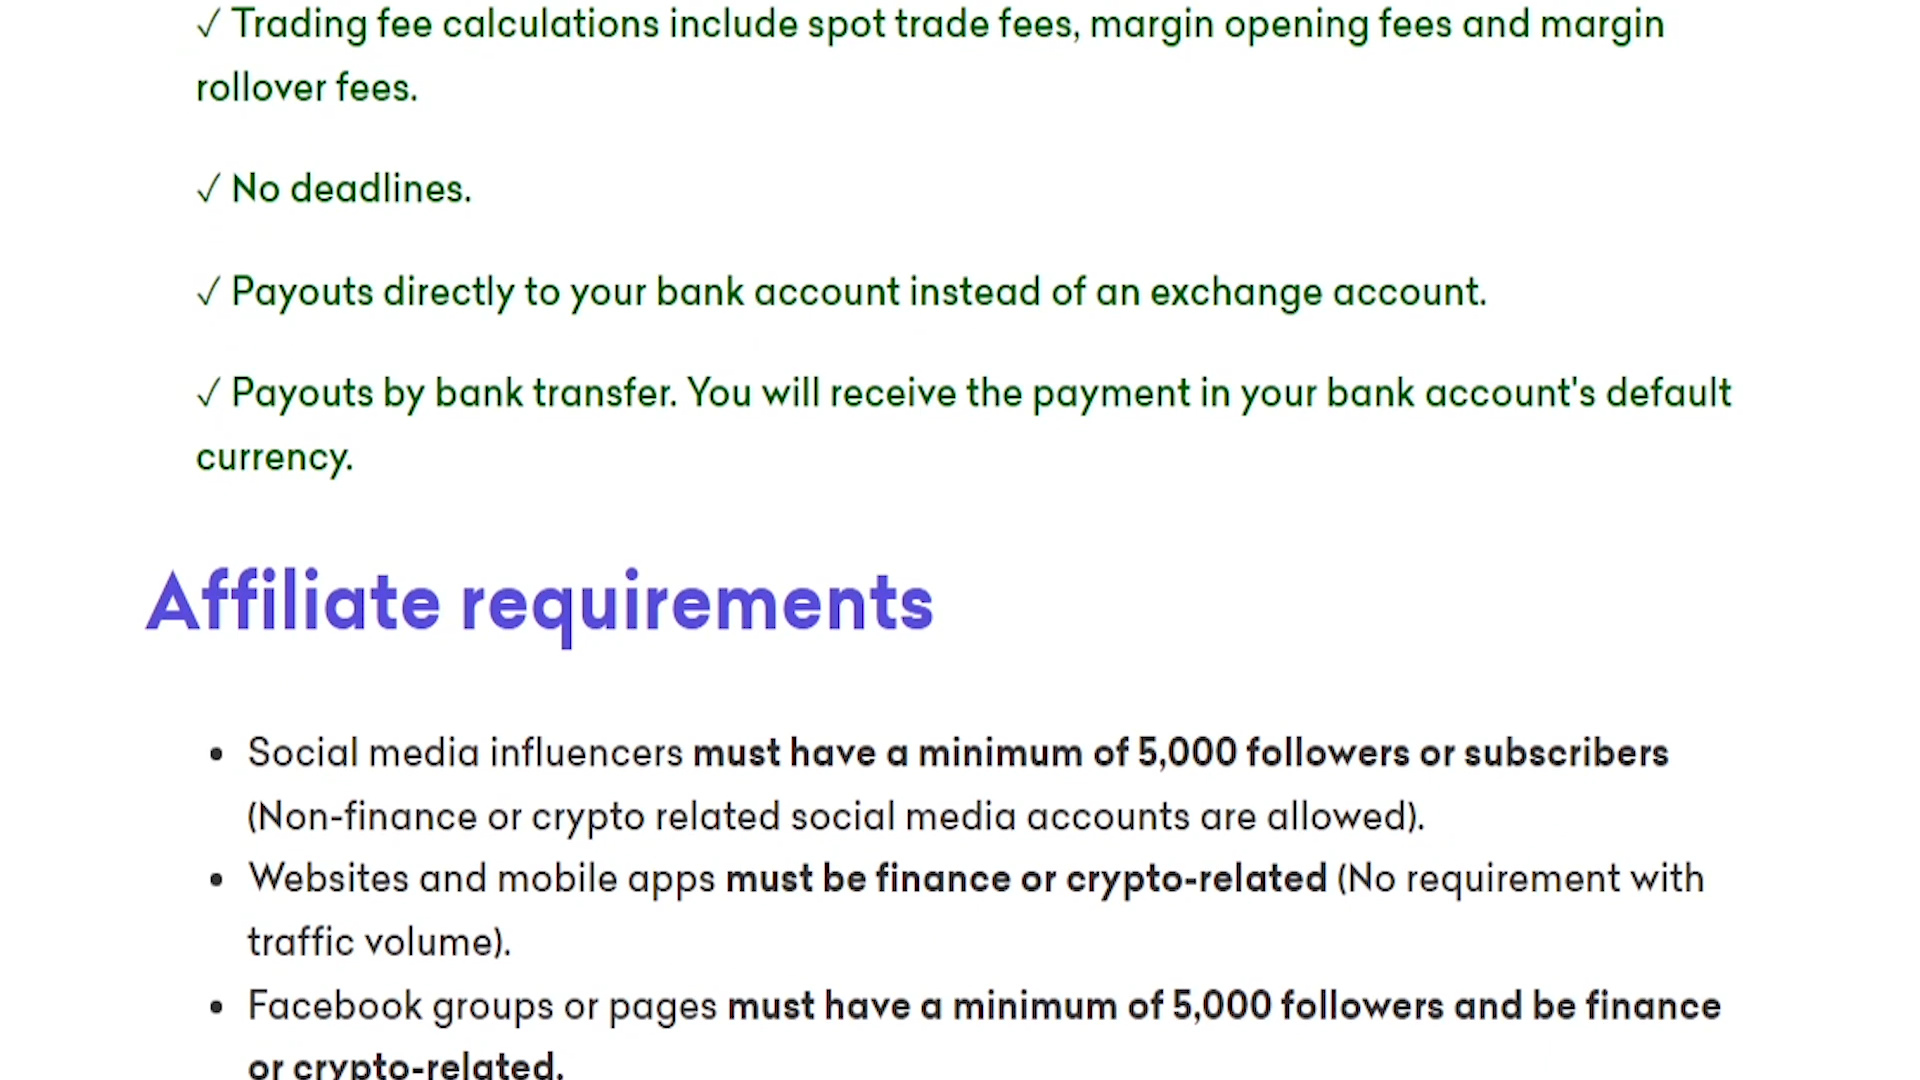 ✓ Trading fee calculations include spot trade fees, margin opening fees and margin
rollover fees.
✓ No deadlines.
✓ Payouts directly to your bank account instead of an exchange account.
✓ Payouts by bank transfer. You will receive the payment in your bank account's default
currency.
Affiliate requirements
• Social media influencers must have a minimum of 5,000 followers or subscribers
(Non-finance or crypto related social media accounts are allowed).
• Websites and mobile apps must be finance or crypto-related (No requirement with
traffic volume).
• Facebook groups or pages must have a minimum of 5,000 followers and be finance
or crypto-related.